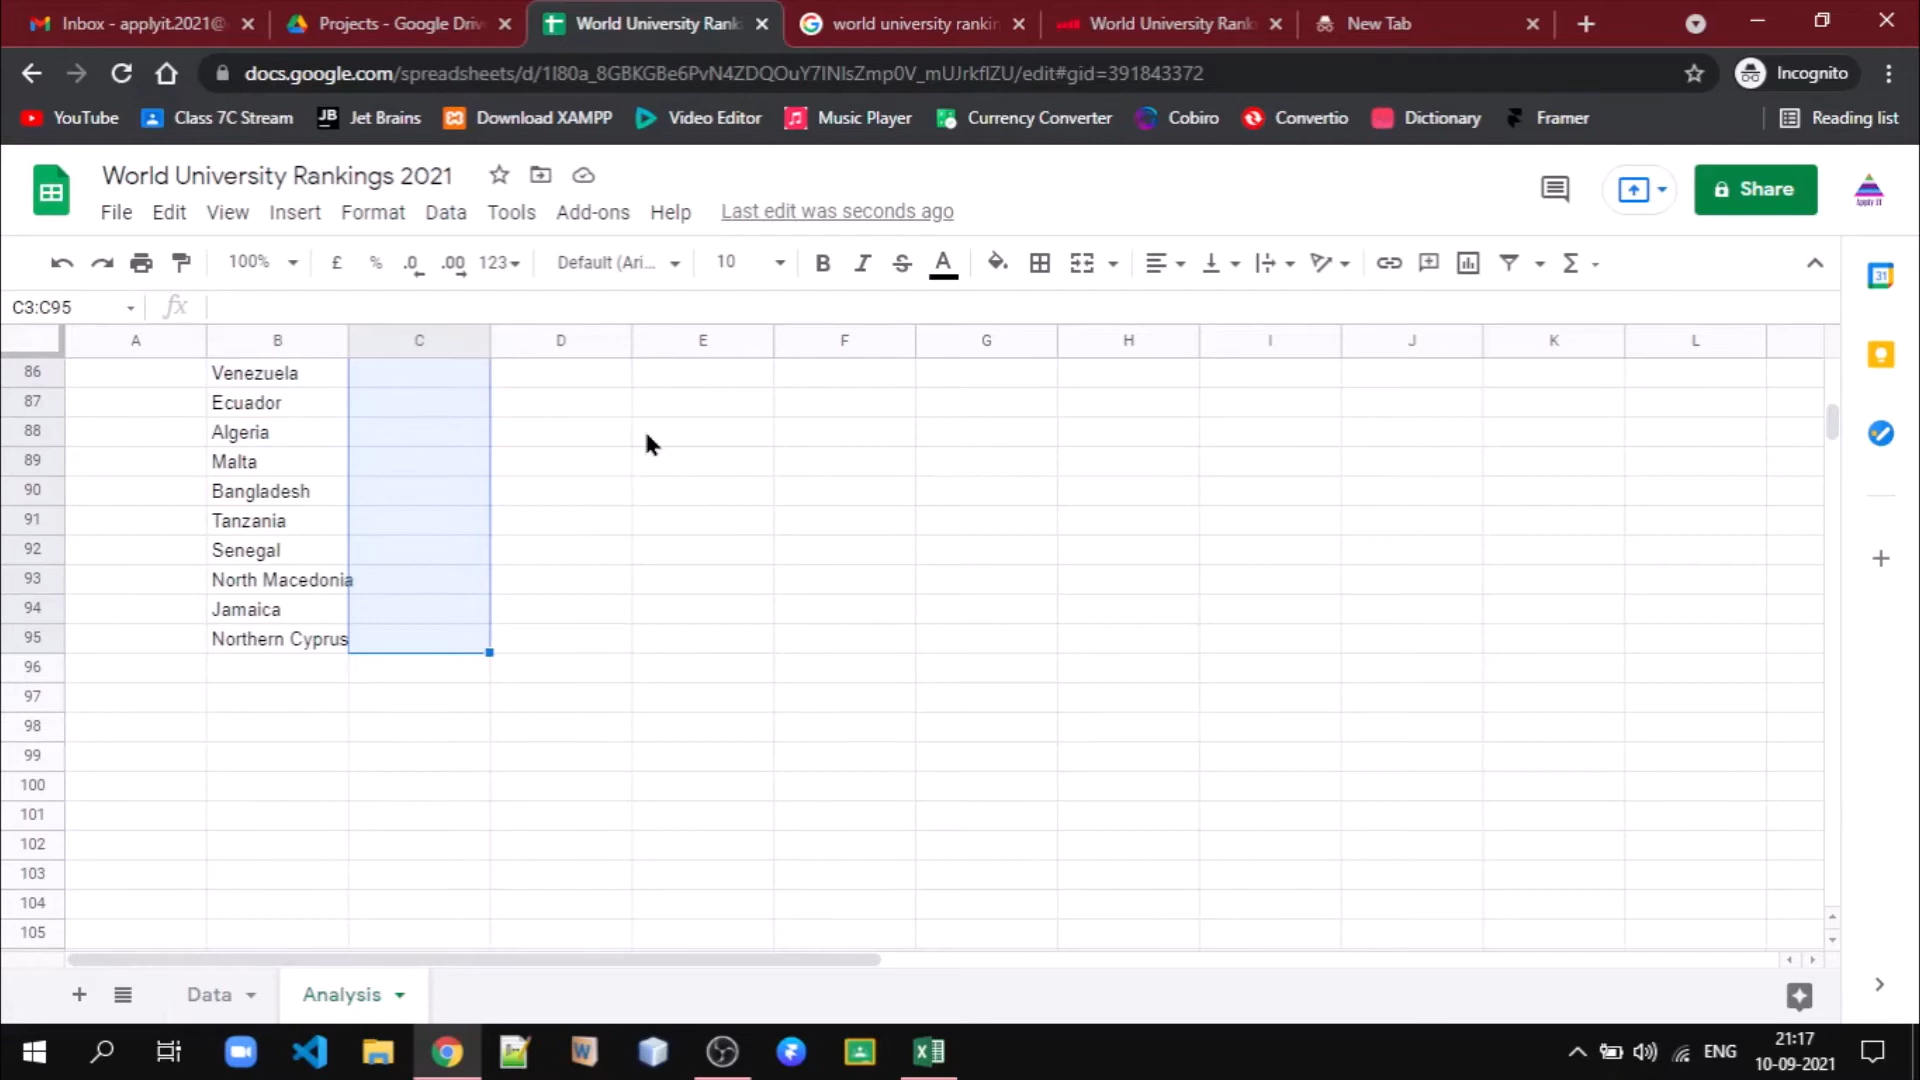 Inbox - applyit.2021@
Projects - Google Driv
World University Rank
world university rankin
World University Rank
New Tab
docs.google.com/spreadsheets/d/1I80a_8GBKGBe6PvN4ZDQOuY7INIsZmp0V_mUJrkfIZU/edit#gid=391843372
Incognito
YouTube
Class 7C Stream
JB
Jet Brains
Download XAMPP
Video Editor
Music Player
Currency Converter
Cobiro
Convertio
Dictionary
Framer
Reading list
World University Rankings 2021
File Edit View Insert Format Data Tools Add-ons Help Last edit was seconds ago
Share
Apply IT
100% £ % .0 .00 123 Default (Ari... 10 B I S A Σ
31
C3:C95 fx
A B C D E F G H I J K L
86 Venezuela
87 Ecuador
88 Algeria
89 Malta
90 Bangladesh
91 Tanzania
92 Senegal
93 North Macedonia
94 Jamaica
95 Northern Cyprus
96
97
98
99
100
101
102
103
104
105
+ Data Analysis
ENG
21:17
10-09-2021